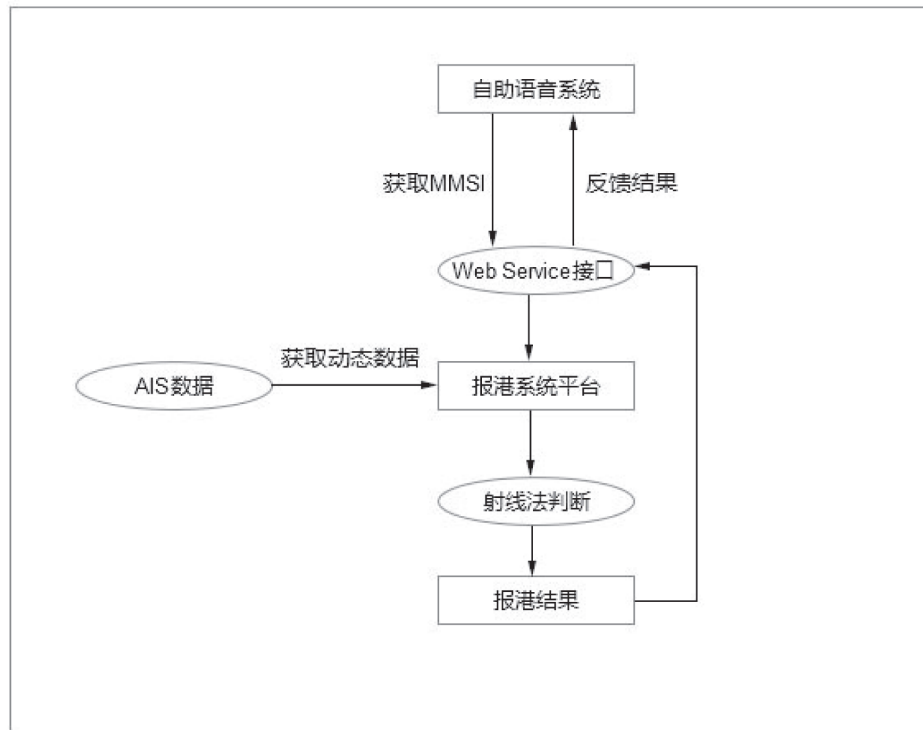 自助语音系统
获取MMSI
反馈结果
Web Service接口
获取动态数据
AIS数据
报港系统平台
射线法判断
报港结果